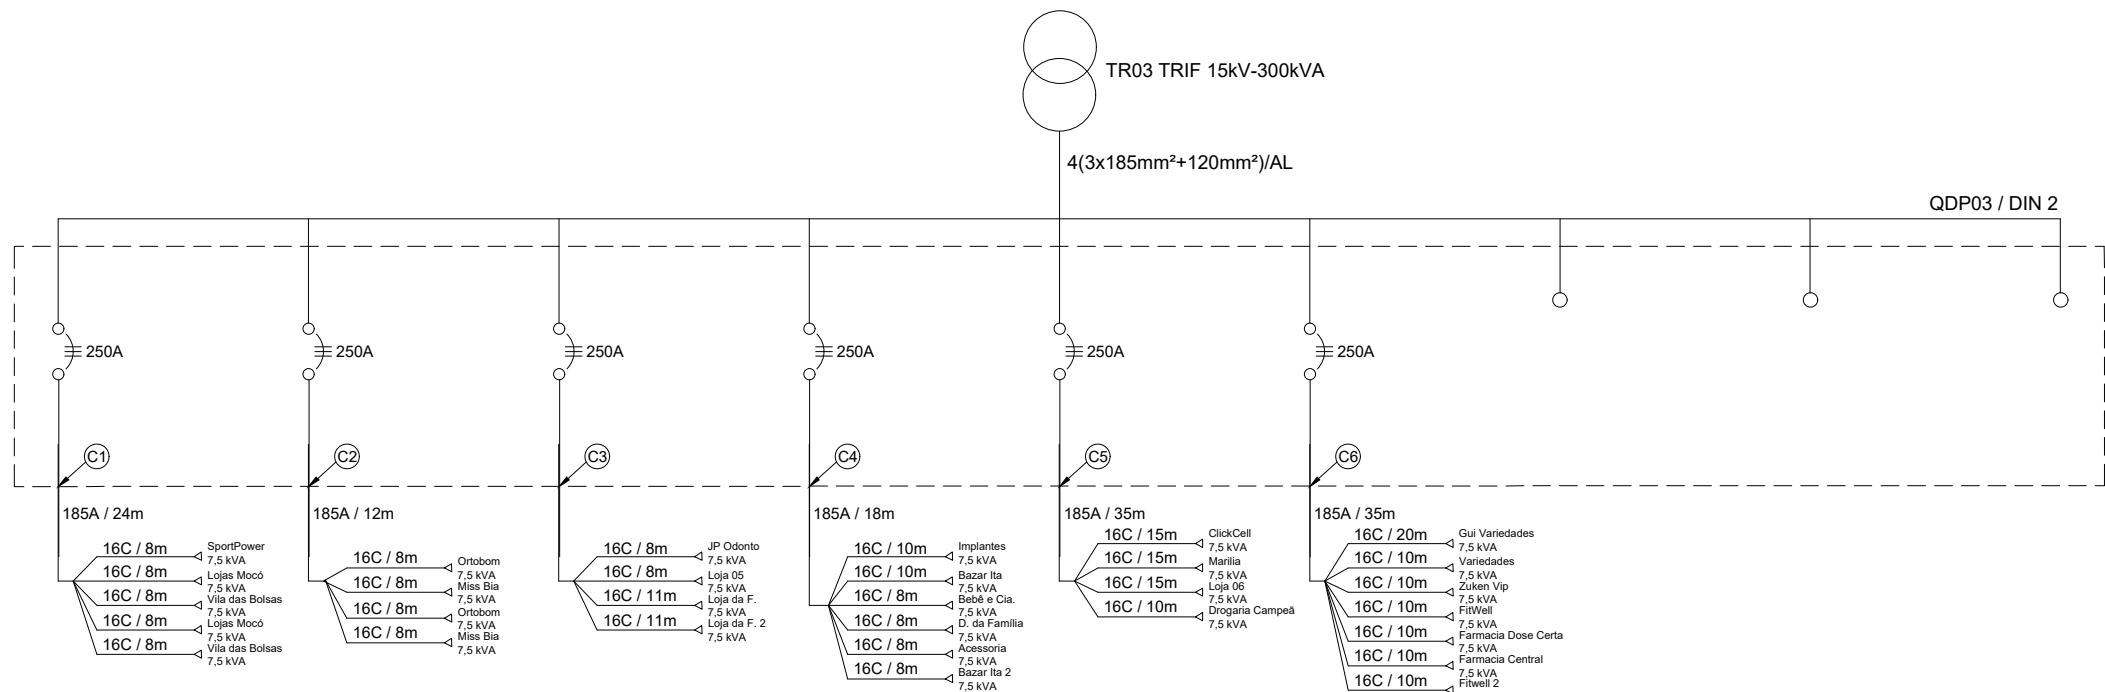 TR03 TRIF 15kV-300kVA
4(3x185mm²+120mm²)/AL
QDP03 / DIN 2
250A
250A
250A
250A
250A
250A
C1
C2
C3
C4
C5
C6
185A / 24m
16C / 8m
SportPower
7,5 kVA
16C / 8m
Lojas Mocó
7,5 kVA
16C / 8m
Vila das Bolsas
7,5 kVA
16C / 8m
Lojas Mocó
7,5 kVA
16C / 8m
Vila das Bolsas
7,5 kVA
185A / 12m
16C / 8m
Ortobom
7,5 kVA
16C / 8m
Miss Bia
7,5 kVA
16C / 8m
Ortobom
7,5 kVA
16C / 8m
Miss Bia
7,5 kVA
16C / 8m
JP Odonto
7,5 kVA
16C / 8m
Loja 05
7,5 kVA
16C / 11m
Loja da F.
7,5 kVA
16C / 11m
Loja da F. 2
7,5 kVA
185A / 18m
16C / 10m
Implantes
7,5 kVA
16C / 10m
Bazar Ita
7,5 kVA
16C / 8m
Bebê e Cia.
7,5 kVA
16C / 8m
D. da Família
7,5 kVA
16C / 8m
Acessoria
7,5 kVA
16C / 8m
Bazar Ita 2
7,5 kVA
185A / 35m
16C / 15m
ClickCell
7,5 kVA
16C / 15m
Marilia
7,5 kVA
16C / 15m
Loja 06
7,5 kVA
16C / 10m
Drogaria Campeã
7,5 kVA
185A / 35m
16C / 20m
Gui Variedades
7,5 kVA
16C / 10m
Variedades
7,5 kVA
16C / 10m
Zuken Vip
7,5 kVA
16C / 10m
FitWell
7,5 kVA
16C / 10m
Farmacia Dose Certa
7,5 kVA
16C / 10m
Farmacia Central
7,5 kVA
16C / 10m
Fitwell 2